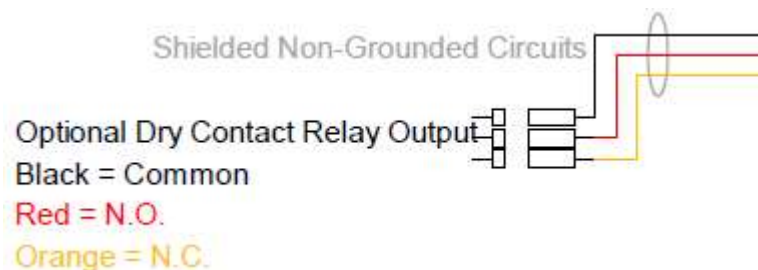 Shielded Non-Grounded Circuits
Optional Dry Contact Relay Output
Black = Common
Red = N.O.
Orange = N.C.